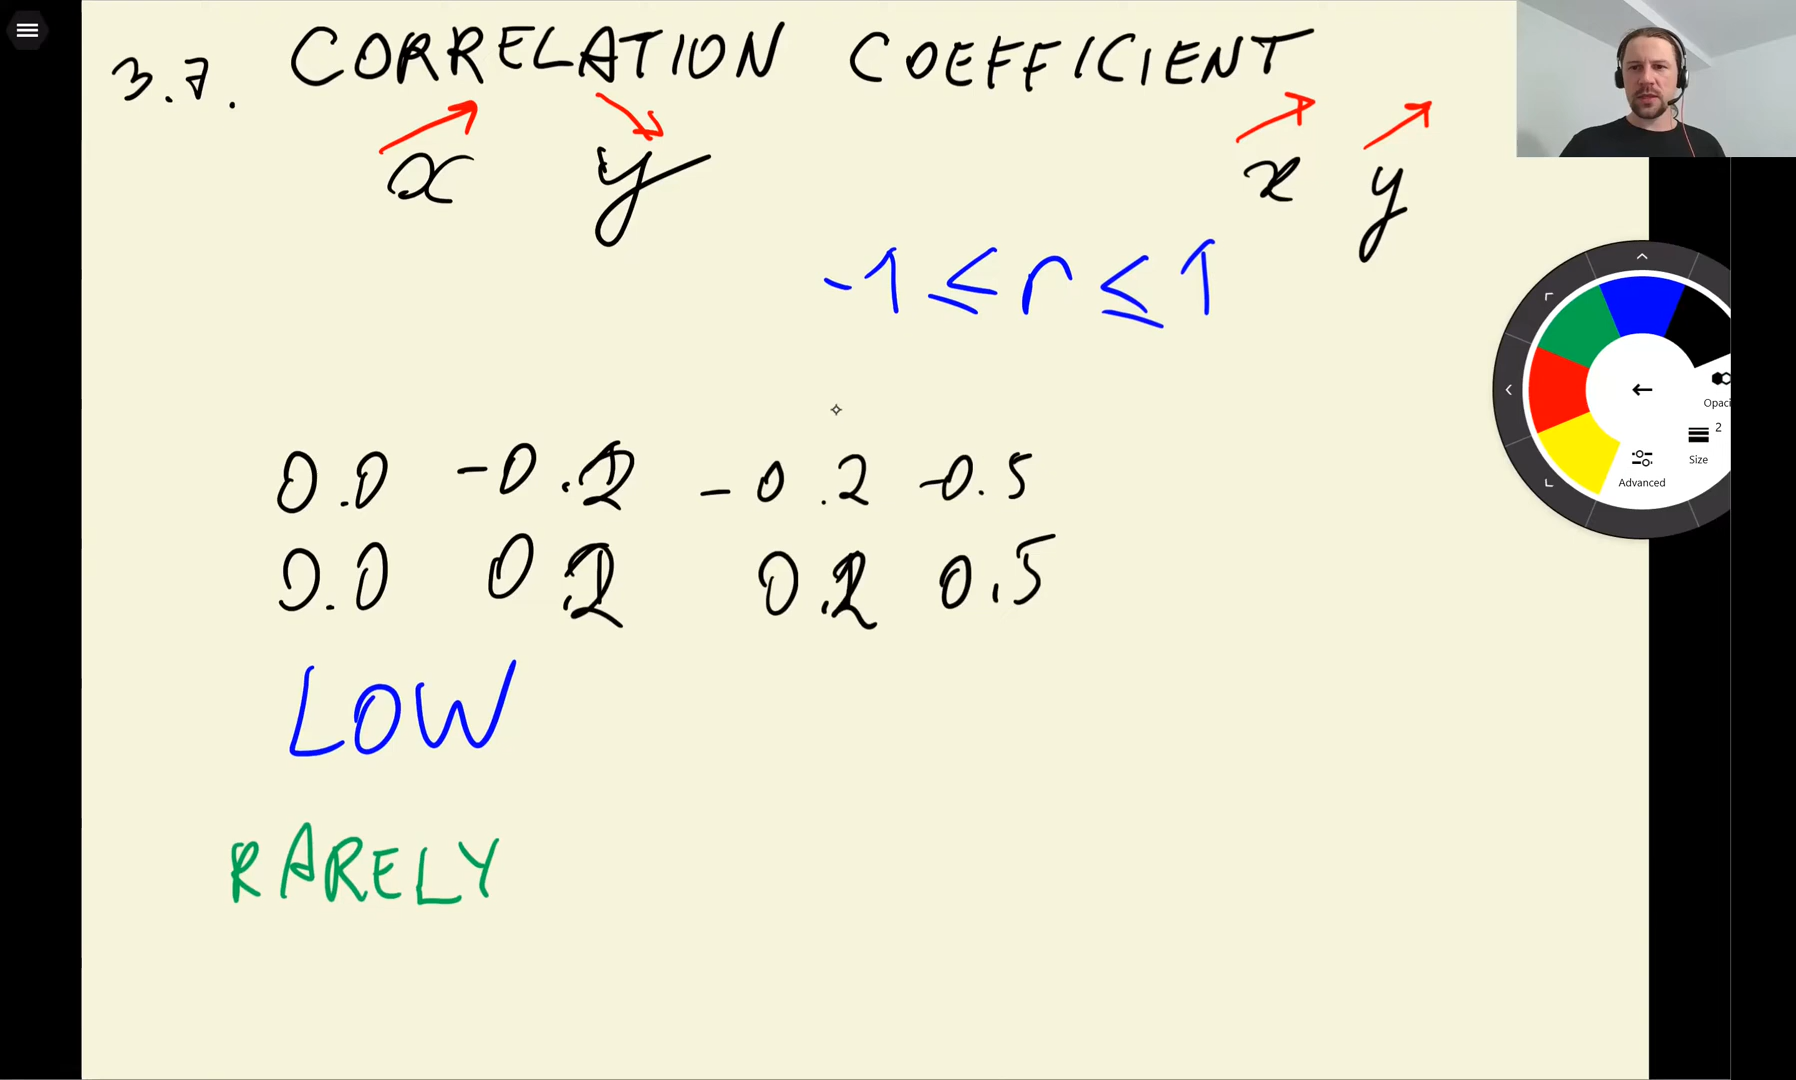 3.7. CORRELATION COEFFICIENT
x y x y
-1 ≤ r ≤ 1
0.0 -0.2 -0.2 -0.5
0.0 0.2 0.2 0.5
LOW
RARELY
Opaci
2
Size
Advanced